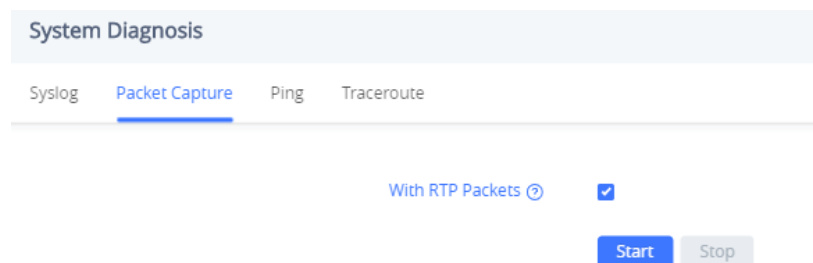 System Diagnosis
Syslog Packet Capture Ping Traceroute
With RTP Packets ?
Start Stop